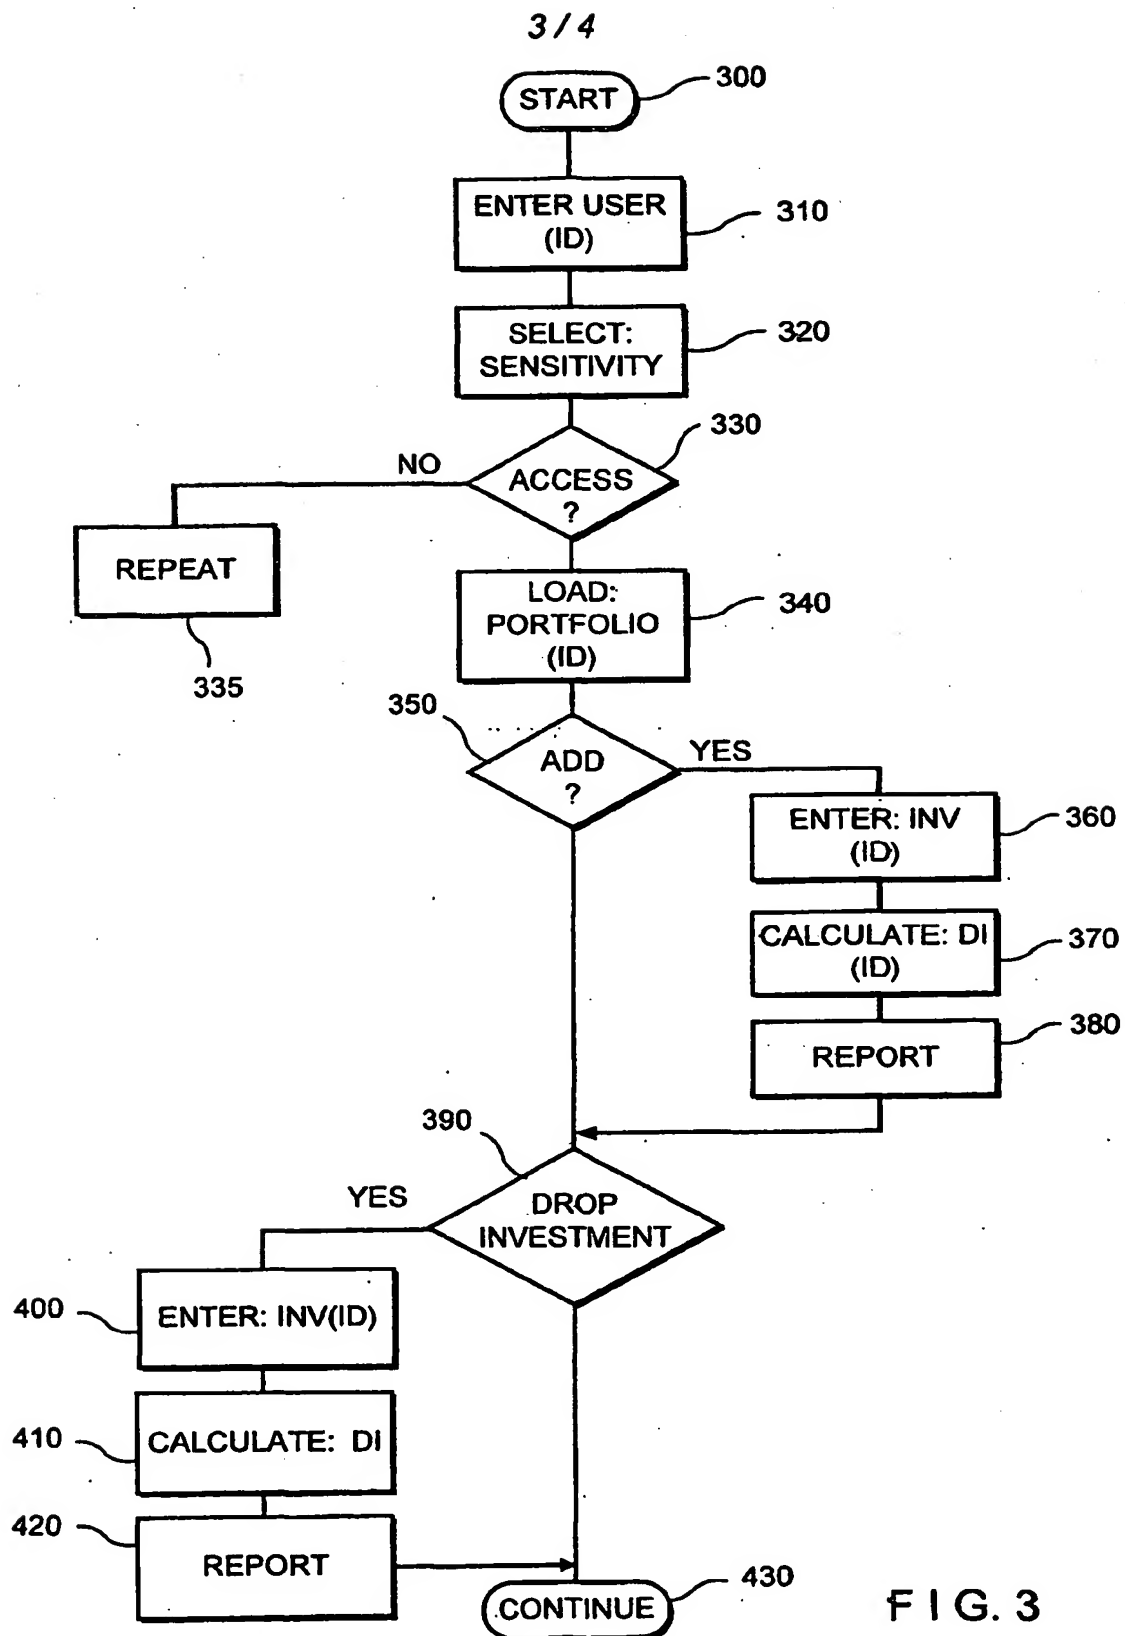 3/4
START
300
ENTER USER
(ID)
310
SELECT:
SENSITIVITY
320
330
NO
ACCESS
?
REPEAT
335
LOAD:
PORTFOLIO
(ID)
340
350
ADD
?
YES
ENTER: INV
(ID)
360
CALCULATE: DI
(ID)
370
REPORT
380
390
YES
DROP
INVESTMENT
400
ENTER: INV(ID)
410
CALCULATE: DI
420
REPORT
430
CONTINUE
FIG. 3